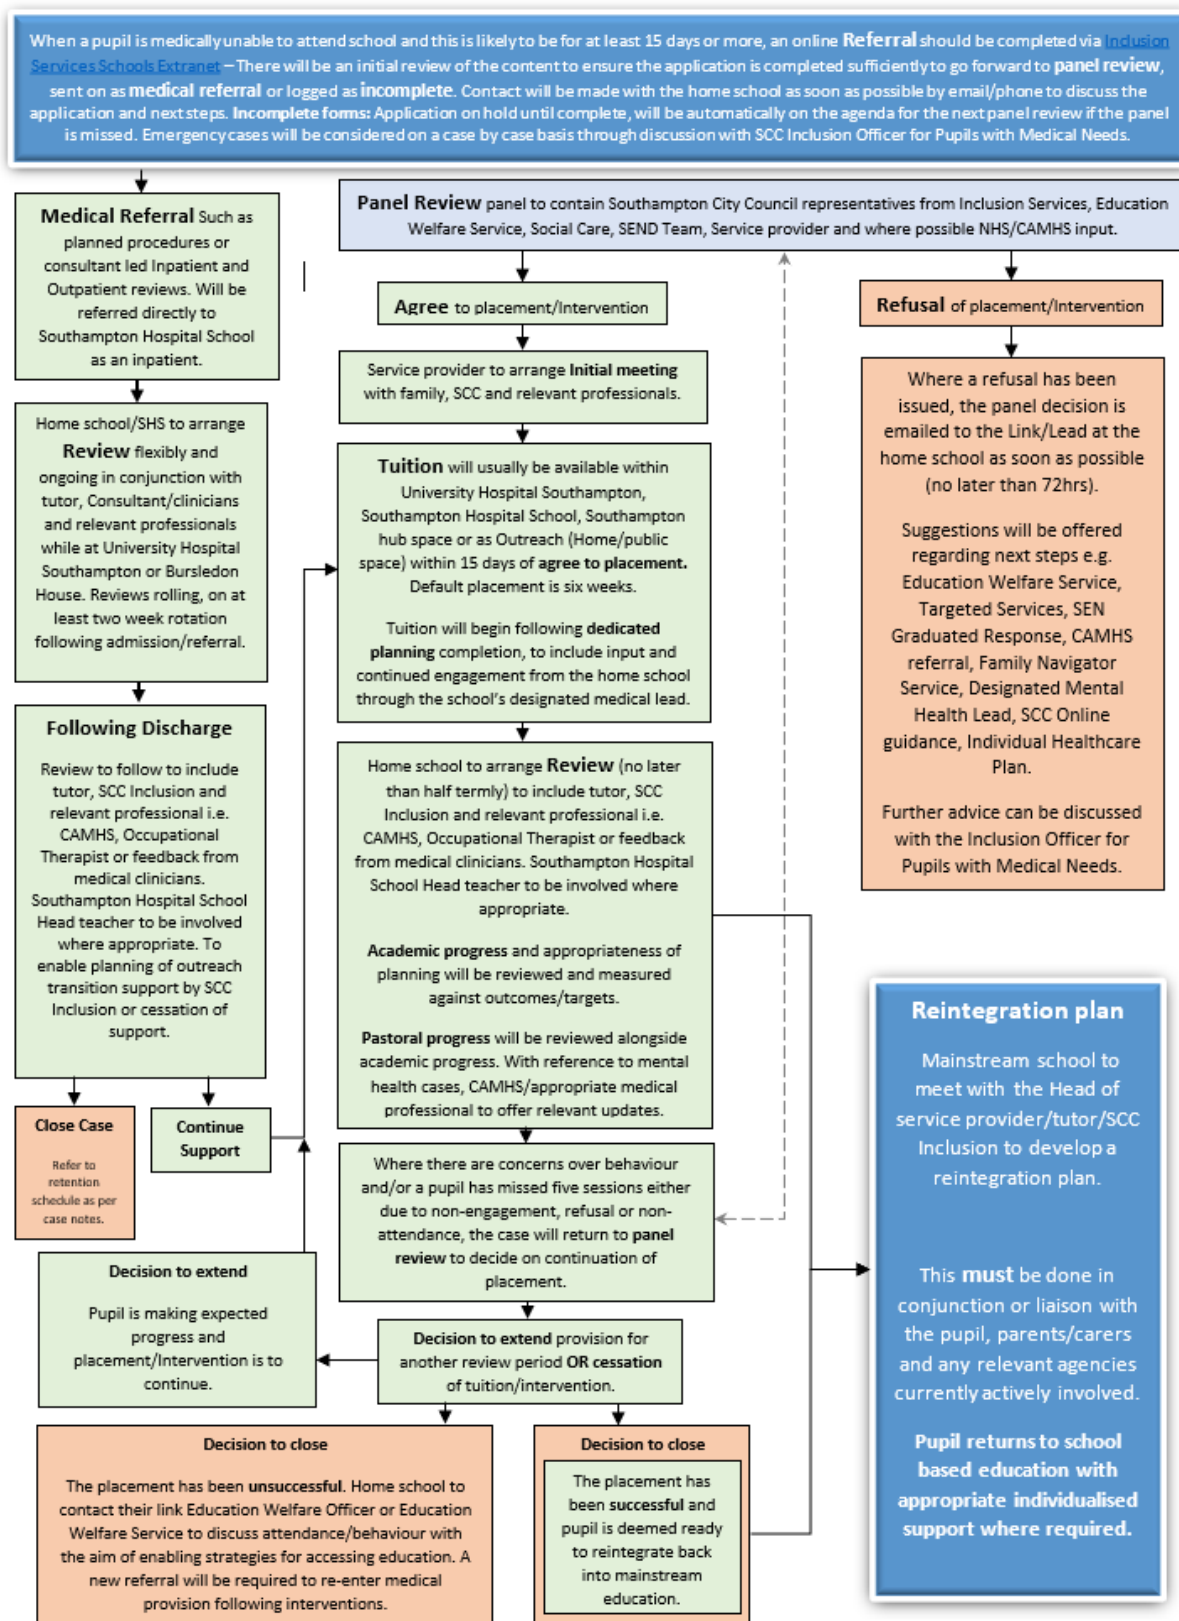 When a pupil is medically unable to attend school and this is likely to be for at least 15 days or more, an online Referral should be completed via Inclusion
Services Schools Extranet – There will be an initial review of the content to ensure the application is completed sufficiently to go forward to panel review,
sent on as medical referral or logged as incomplete. Contact will be made with the home school as soon as possible by email/phone to discuss the
application and next steps. Incomplete forms: Application on hold until complete, will be automatically on the agenda for the next panel review if the panel
is missed. Emergency cases will be considered on a case by case basis through discussion with SCC Inclusion Officer for Pupils with Medical Needs.
Medical Referral Such as
planned procedures or
consultant led Inpatient and
Outpatient reviews. Will be
referred directly to
Southampton Hospital School
as an inpatient.
Home school/SHS to arrange
Review flexibly and
ongoing in conjunction with
tutor, Consultant/clinicians
and relevant professionals
while at University Hospital
Southampton or Bursledon
House. Reviews rolling, on at
least two week rotation
following admission/referral.
Following Discharge
Review to follow to include
tutor, SCC Inclusion and
relevant professional i.e.
CAMHS, Occupational
Therapist or feedback from
medical clinicians.
Southampton Hospital School
Head teacher to be involved
where appropriate. To
enable planning of outreach
transition support by SCC
Inclusion or cessation of
support.
Close Case
Refer to
retention
schedule as per
case notes.
Continue
Support
Panel Review panel to contain Southampton City Council representatives from Inclusion Services, Education
Welfare Service, Social Care, SEND Team, Service provider and where possible NHS/CAMHS input.
Agree to placement/Intervention
Service provider to arrange Initial meeting
with family, SCC and relevant professionals.
Tuition will usually be available within
University Hospital Southampton,
Southampton Hospital School, Southampton
hub space or as Outreach (Home/public
space) within 15 days of agree to placement.
Default placement is six weeks.
Tuition will begin following dedicated
planning completion, to include input and
continued engagement from the home school
through the school's designated medical lead.
Home school to arrange Review (no later
than half termly) to include tutor, SCC
Inclusion and relevant professional i.e.
CAMHS, Occupational Therapist or feedback
from medical clinicians. Southampton Hospital
School Head teacher to be involved where
appropriate.
Academic progress and appropriateness of
planning will be reviewed and measured
against outcomes/targets.
Pastoral progress will be reviewed alongside
academic progress. With reference to mental
health cases, CAMHS/appropriate medical
professional to offer relevant updates.
Where there are concerns over behaviour
and/or a pupil has missed five sessions either
due to non-engagement, refusal or non-
attendance, the case will return to panel
review to decide on continuation of
placement.
Decision to extend provision for
another review period OR cessation
of tuition/intervention.
Decision to extend
Pupil is making expected
progress and
placement/Intervention is to
continue.
Decision to close
The placement has been unsuccessful. Home school to
contact their link Education Welfare Officer or Education
Welfare Service to discuss attendance/behaviour with
the aim of enabling strategies for accessing education. A
new referral will be required to re-enter medical
provision following interventions.
Decision to close
The placement has
been successful and
pupil is deemed ready
to reintegrate back
into mainstream
education.
Refusal of placement/Intervention
Where a refusal has been
issued, the panel decision is
emailed to the Link/Lead at the
home school as soon as possible
(no later than 72hrs).
Suggestions will be offered
regarding next steps e.g.
Education Welfare Service,
Targeted Services, SEN
Graduated Response, CAMHS
referral, Family Navigator
Service, Designated Mental
Health Lead, SCC Online
guidance, Individual Healthcare
Plan.
Further advice can be discussed
with the Inclusion Officer for
Pupils with Medical Needs.
Reintegration plan
Mainstream school to
meet with the Head of
service provider/tutor/SCC
Inclusion to develop a
reintegration plan.
This must be done in
conjunction or liaison with
the pupil, parents/carers
and any relevant agencies
currently actively involved.
Pupil returns to school
based education with
appropriate individualised
support where required.